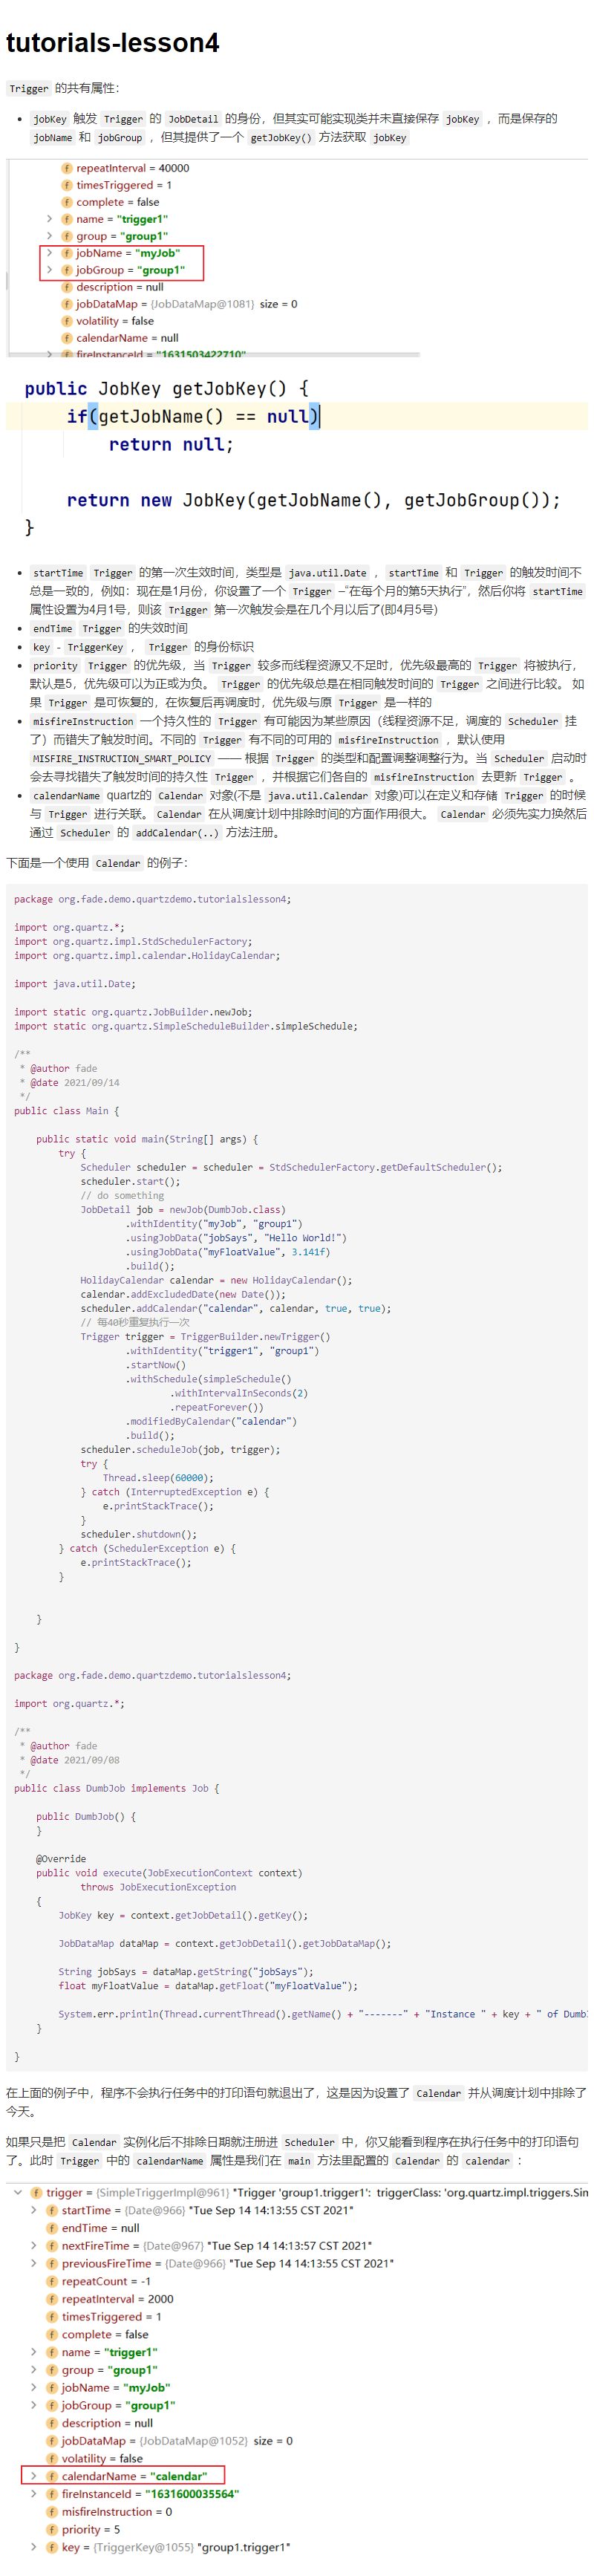 tutorials-lesson4
Trigger 的共有属性：
jobKey 触发 Trigger 的 JobDetail 的身份，但其实可能实现类并未直接保存 jobKey ，而是保存的
jobName 和 jobGroup ，但其提供了一个 getJobKey() 方法获取 jobKey
repeatInterval = 40000
timesTriggered = 1
complete = false
name = "trigger1"
group = "group1"
jobName = "myJob"
jobGroup = "group1"
description = null
jobDataMap = {JobDataMap@1081} size = 0
volatility = false
calendarName = null
fireInstanceId = "1631503422710"
public JobKey getJobKey() {
if(getJobName() == null)
return null;
return new JobKey(getJobName(), getJobGroup());
}
startTime Trigger 的第一次生效时间，类型是 java.util.Date ， startTime 和 Trigger 的触发时间不
总是一致的，例如：现在是1月份，你设置了一个 Trigger –“在每个月的第5天执行”，然后你将 startTime
属性设置为4月1号，则该 Trigger 第一次触发会是在几个月以后了(即4月5号)
endTime Trigger 的失效时间
key - TriggerKey ， Trigger 的身份标识
priority Trigger 的优先级，当 Trigger 较多而线程资源又不足时，优先级最高的 Trigger 将被执行，
默认是5，优先级可以为正或为负。 Trigger 的优先级总是在相同触发时间的 Trigger 之间进行比较。 如
果 Trigger 是可恢复的，在恢复后再调度时，优先级与原 Trigger 是一样的
misfireInstruction 一个持久性的 Trigger 有可能因为某些原因（线程资源不足，调度的 Scheduler 挂
了）而错失了触发时间。不同的 Trigger 有不同的可用的 misfireInstruction ，默认使用
MISFIRE_INSTRUCTION_SMART_POLICY —— 根据 Trigger 的类型和配置调整调整行为。当 Scheduler 启动时
会去寻找错失了触发时间的持久性 Trigger ，并根据它们各自的 misfireInstruction 去更新 Trigger 。
calendarName quartz的 Calendar 对象(不是 java.util.Calendar 对象)可以在定义和存储 Trigger 的时候
与 Trigger 进行关联。 Calendar 在从调度计划中排除时间的方面作用很大。 Calendar 必须先实力换然后
通过 Scheduler 的 addCalendar(..) 方法注册。
下面是一个使用 Calendar 的例子：
package org.fade.demo.quartzdemo.tutorialslesson4;
import org.quartz.*;
import org.quartz.impl.StdSchedulerFactory;
import org.quartz.impl.calendar.HolidayCalendar;
import java.util.Date;
import static org.quartz.JobBuilder.newJob;
import static org.quartz.SimpleScheduleBuilder.simpleSchedule;
/**
* @author fade
* @date 2021/09/14
*/
public class Main {
public static void main(String[] args) {
try {
Scheduler scheduler = scheduler = StdSchedulerFactory.getDefaultScheduler();
scheduler.start();
// do something
JobDetail job = newJob(DumbJob.class)
.withIdentity("myJob", "group1")
.usingJobData("jobSays", "Hello World!")
.usingJobData("myFloatValue", 3.141f)
.build();
HolidayCalendar calendar = new HolidayCalendar();
calendar.addExcludedDate(new Date());
scheduler.addCalendar("calendar", calendar, true, true);
// 每40秒重复执行一次
Trigger trigger = TriggerBuilder.newTrigger()
.withIdentity("trigger1", "group1")
.startNow()
.withSchedule(simpleSchedule()
.withIntervalInSeconds(2)
.repeatForever())
.modifiedByCalendar("calendar")
.build();
scheduler.scheduleJob(job, trigger);
try {
Thread.sleep(60000);
} catch (InterruptedException e) {
e.printStackTrace();
}
scheduler.shutdown();
} catch (SchedulerException e) {
e.printStackTrace();
}
}
}
package org.fade.demo.quartzdemo.tutorialslesson4;
import org.quartz.*;
/**
* @author fade
* @date 2021/09/08
*/
public class DumbJob implements Job {
public DumbJob() {
}
@Override
public void execute(JobExecutionContext context)
throws JobExecutionException
{
JobKey key = context.getJobDetail().getKey();
JobDataMap dataMap = context.getJobDetail().getJobDataMap();
String jobSays = dataMap.getString("jobSays");
float myFloatValue = dataMap.getFloat("myFloatValue");
System.err.println(Thread.currentThread().getName() + "-------" + "Instance " + key + " of Dumb
}
}
在上面的例子中，程序不会执行任务中的打印语句就退出了，这是因为设置了 Calendar 并从调度计划中排除了
今天。
如果只是把 Calendar 实例化后不排除日期就注册进 Scheduler 中，你又能看到程序在执行任务中的打印语句
了。此时 Trigger 中的 calendarName 属性是我们在 main 方法里配置的 Calendar 的 calendar ：
trigger = {SimpleTriggerImpl@961} "Trigger 'group1.trigger1': triggerClass: 'org.quartz.impl.triggers.Sim
startTime = {Date@966} "Tue Sep 14 14:13:55 CST 2021"
endTime = null
nextFireTime = {Date@967} "Tue Sep 14 14:13:57 CST 2021"
previousFireTime = {Date@966} "Tue Sep 14 14:13:55 CST 2021"
repeatCount = -1
repeatInterval = 2000
timesTriggered = 1
complete = false
name = "trigger1"
group = "group1"
jobName = "myJob"
jobGroup = "group1"
description = null
jobDataMap = {JobDataMap@1052} size = 0
volatility = false
calendarName = "calendar"
fireInstanceId = "1631600035564"
misfireInstruction = 0
priority = 5
key = {TriggerKey@1055} "group1.trigger1"